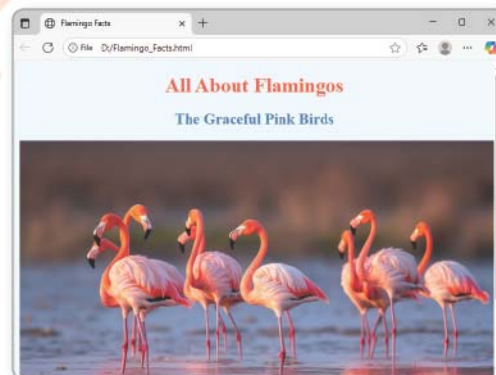 Flamingo Facts
File D:/Flamingo_Facts.html
All About Flamingos
The Graceful Pink Birds